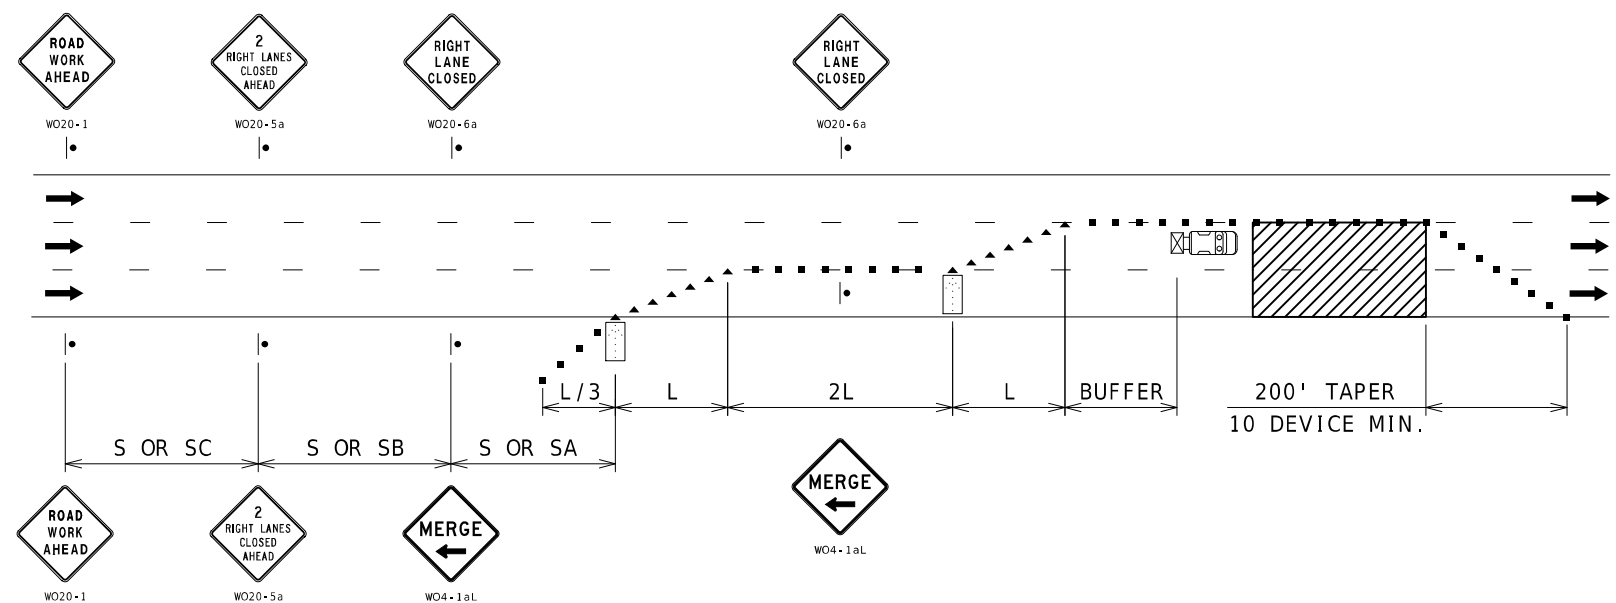 ROAD
WORK
AHEAD
WO20-1
2
RIGHT LANES
CLOSED
AHEAD
WO20-5a
RIGHT
LANE
CLOSED
WO20-6a
RIGHT
LANE
CLOSED
WO20-6a
L/3
L
2L
L
BUFFER
200' TAPER
10 DEVICE MIN.
S OR SC
S OR SB
S OR SA
ROAD
WORK
AHEAD
WO20-1
2
RIGHT LANES
CLOSED
AHEAD
WO20-5a
MERGE
WO4-1aL
MERGE
WO4-1aL